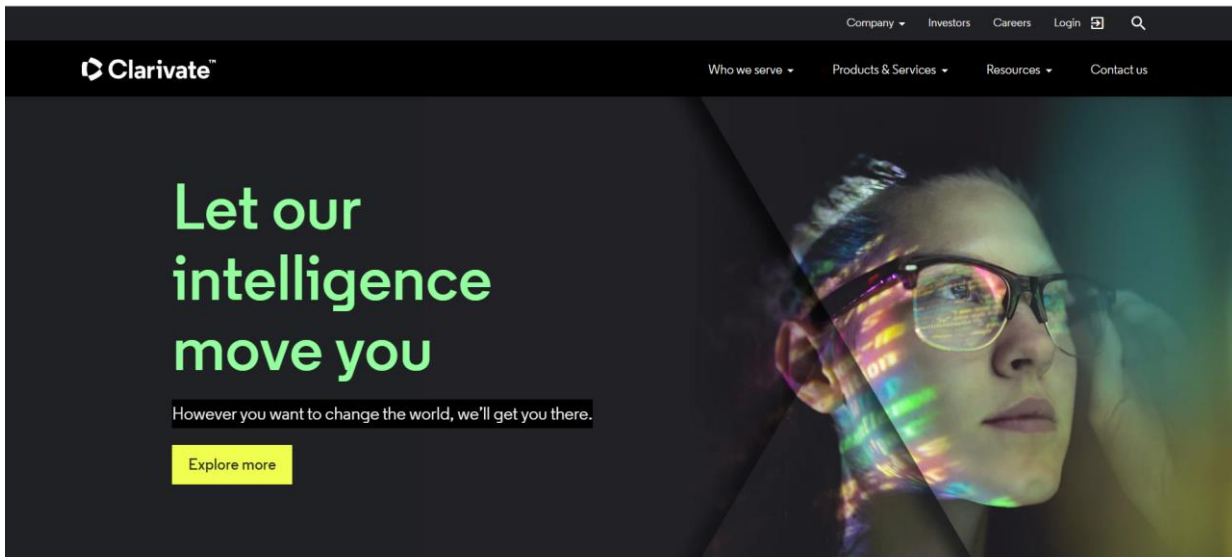 Company Investors Careers Login
Clarivate™
Who we serve Products & Services Resources Contact us
Let our
intelligence
move you
However you want to change the world, we'll get you there.
Explore more